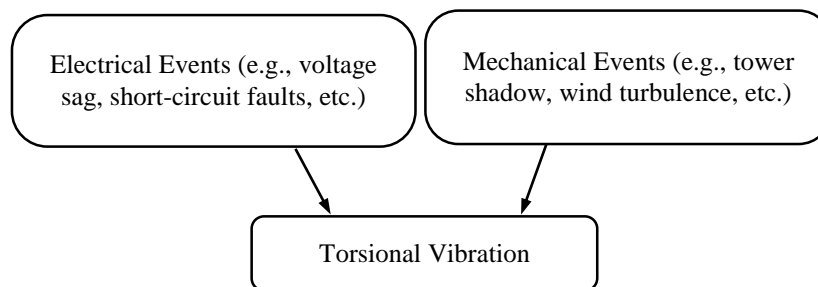 Electrical Events (e.g., voltage
sag, short-circuit faults, etc.)
Mechanical Events (e.g., tower
shadow, wind turbulence, etc.)
Torsional Vibration